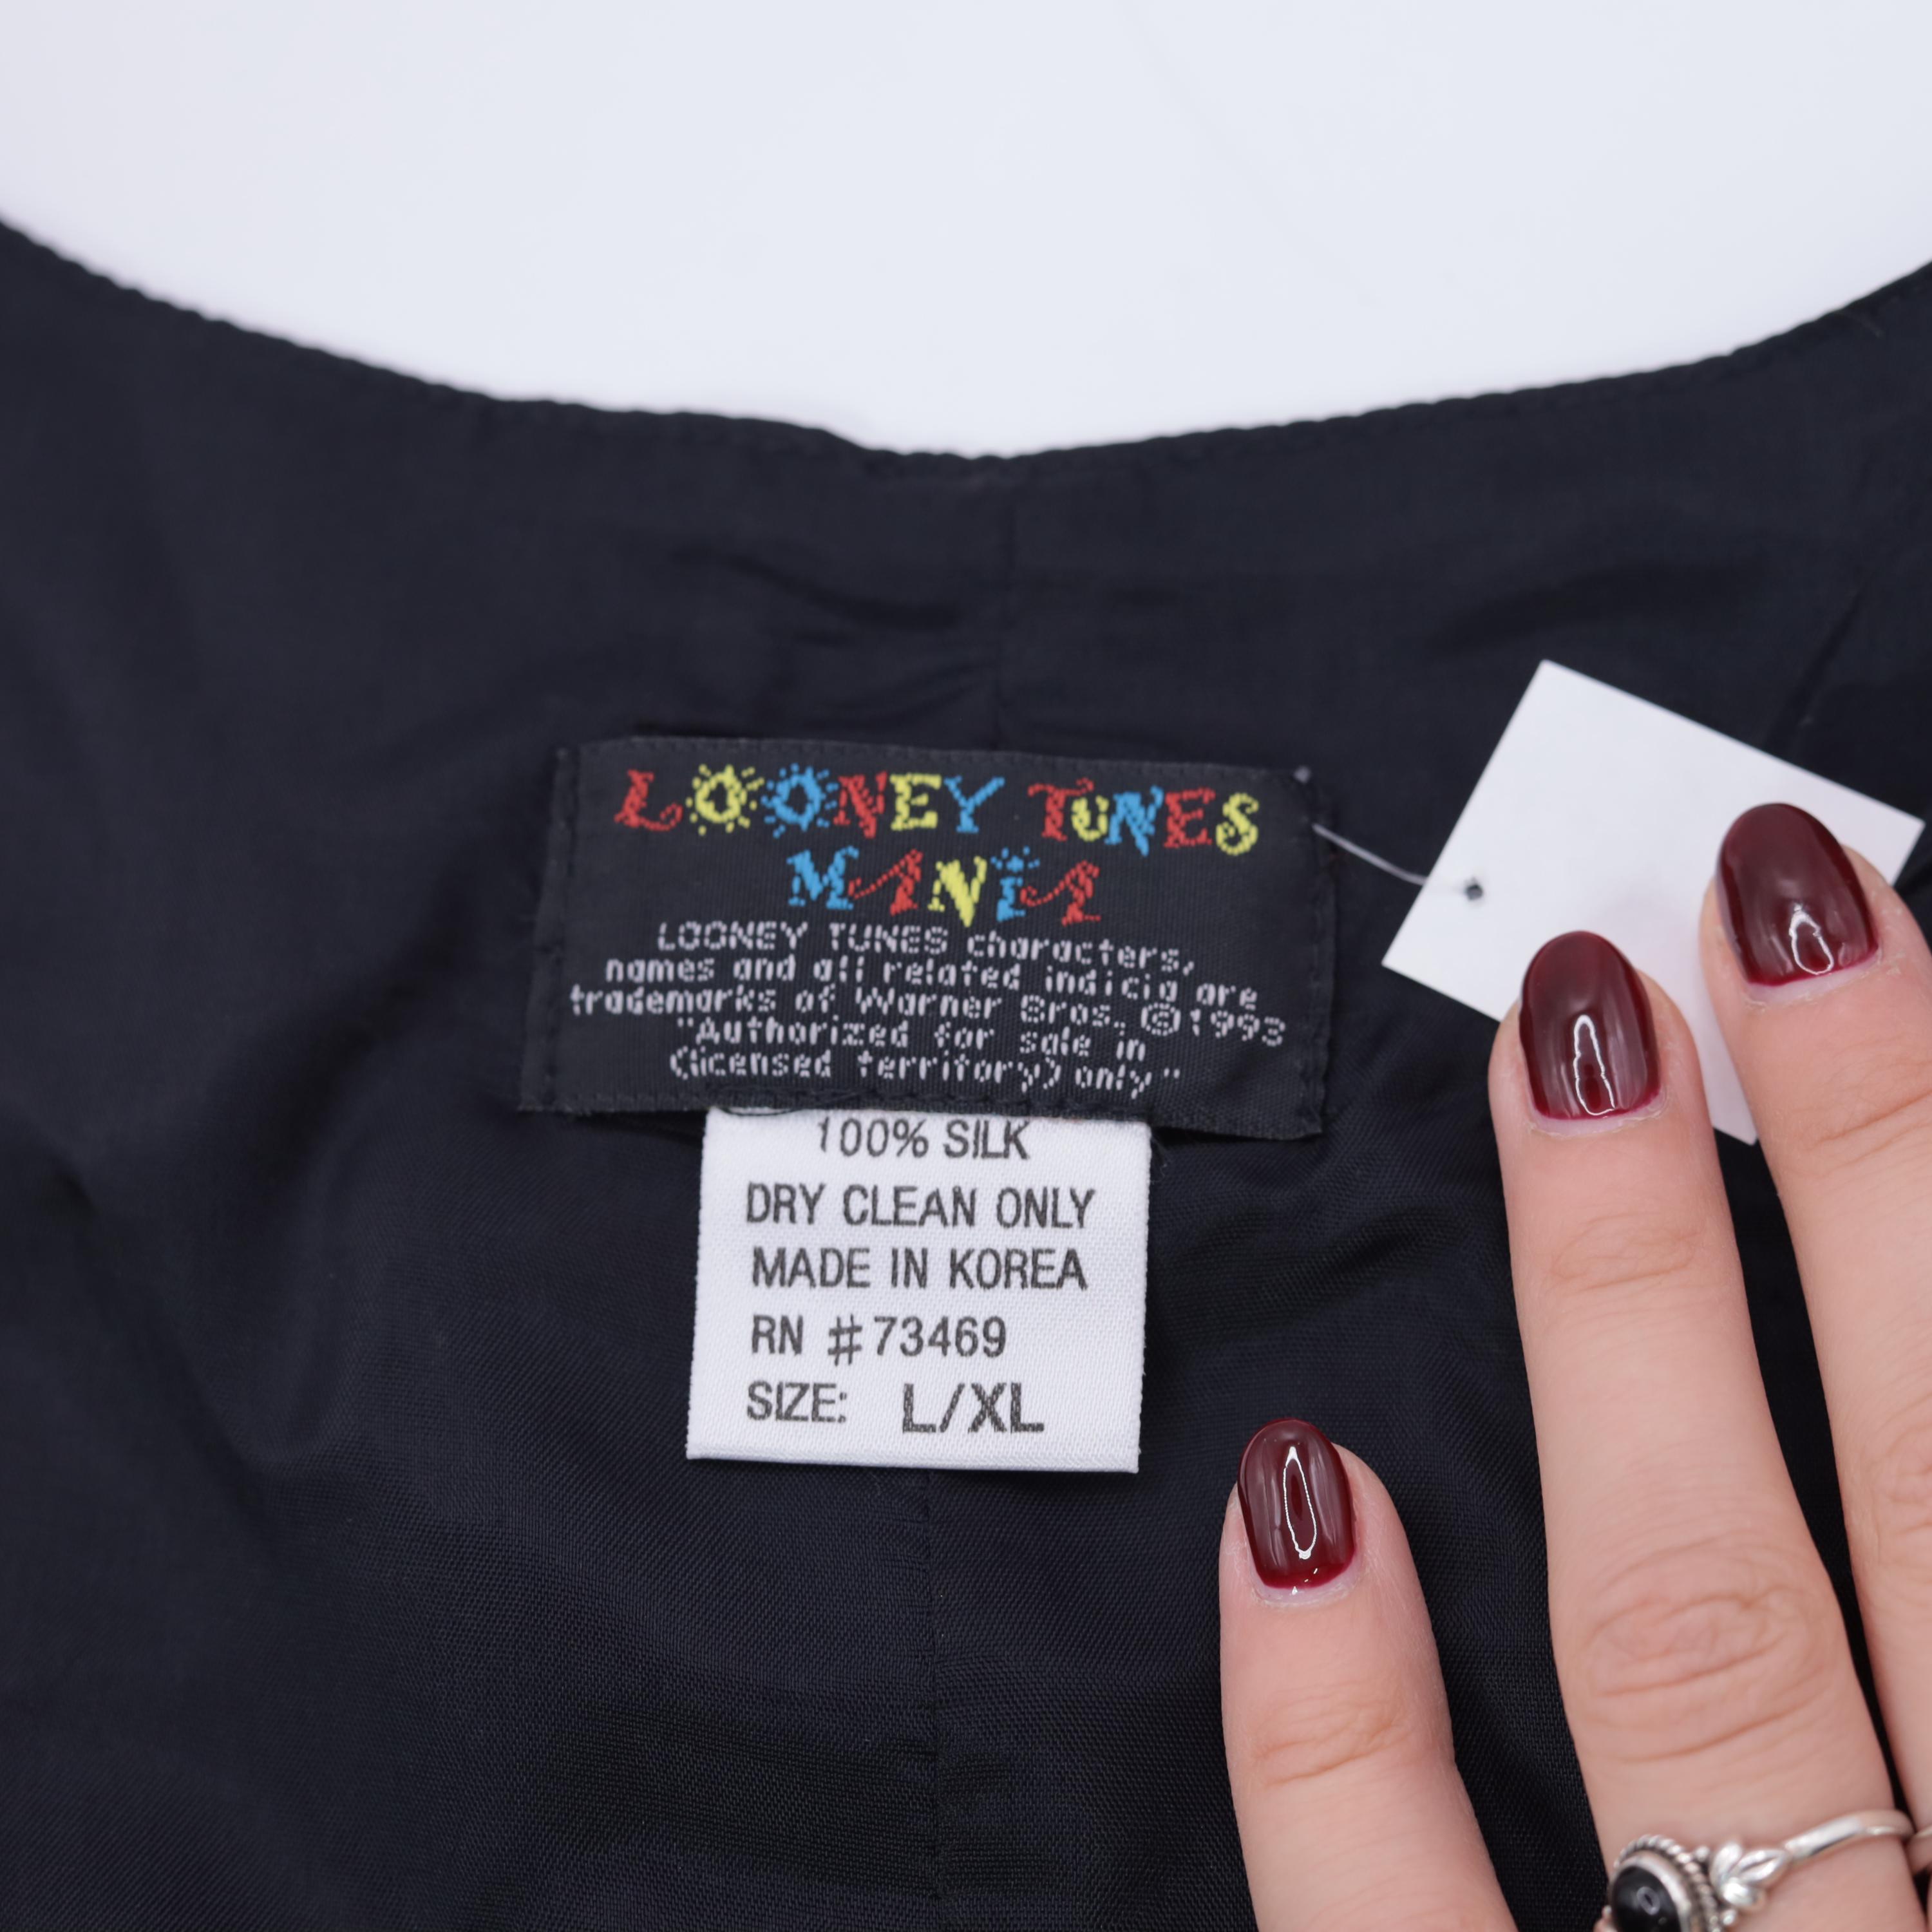 LOONEY TUNES
MANiA
LOONEY TUNES characters,
names and all related indicia are
trademarks of Warner Bros. ©1993
"Authorized for sale in
(licensed territory) only"
100% SILK
DRY CLEAN ONLY
MADE IN KOREA
RN #73469
SIZE: L/XL